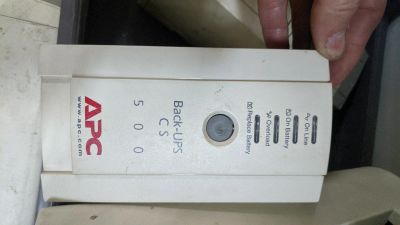 On Line
On Battery
Overload
Replace Battery
Back-UPS
CS
500
APC
www.apc.com